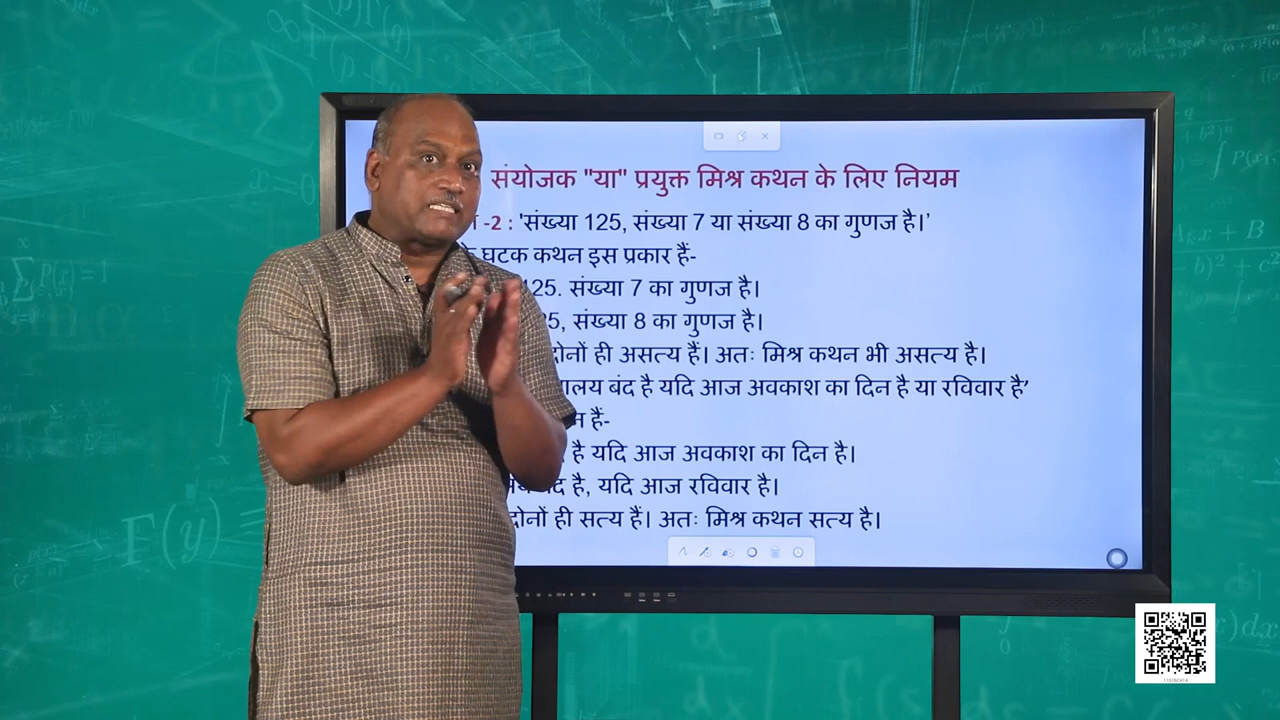 संयोजक "या" प्रयुक्त मिश्र कथन के लिए नियम
-2 : 'संख्या 125, संख्या 7 या संख्या 8 का गुणज है।'
घटक कथन इस प्रकार हैं-
125. संख्या 7 का गुणज है।
संख्या 8 का गुणज है।
दोनों ही असत्य हैं। अतः मिश्र कथन भी असत्य है।
बंद है यदि आज अवकाश का दिन है या रविवार है’
हैं-
है यदि आज अवकाश का दिन है।
है, यदि आज रविवार है।
दोनों ही सत्य हैं। अतः मिश्र कथन सत्य है।